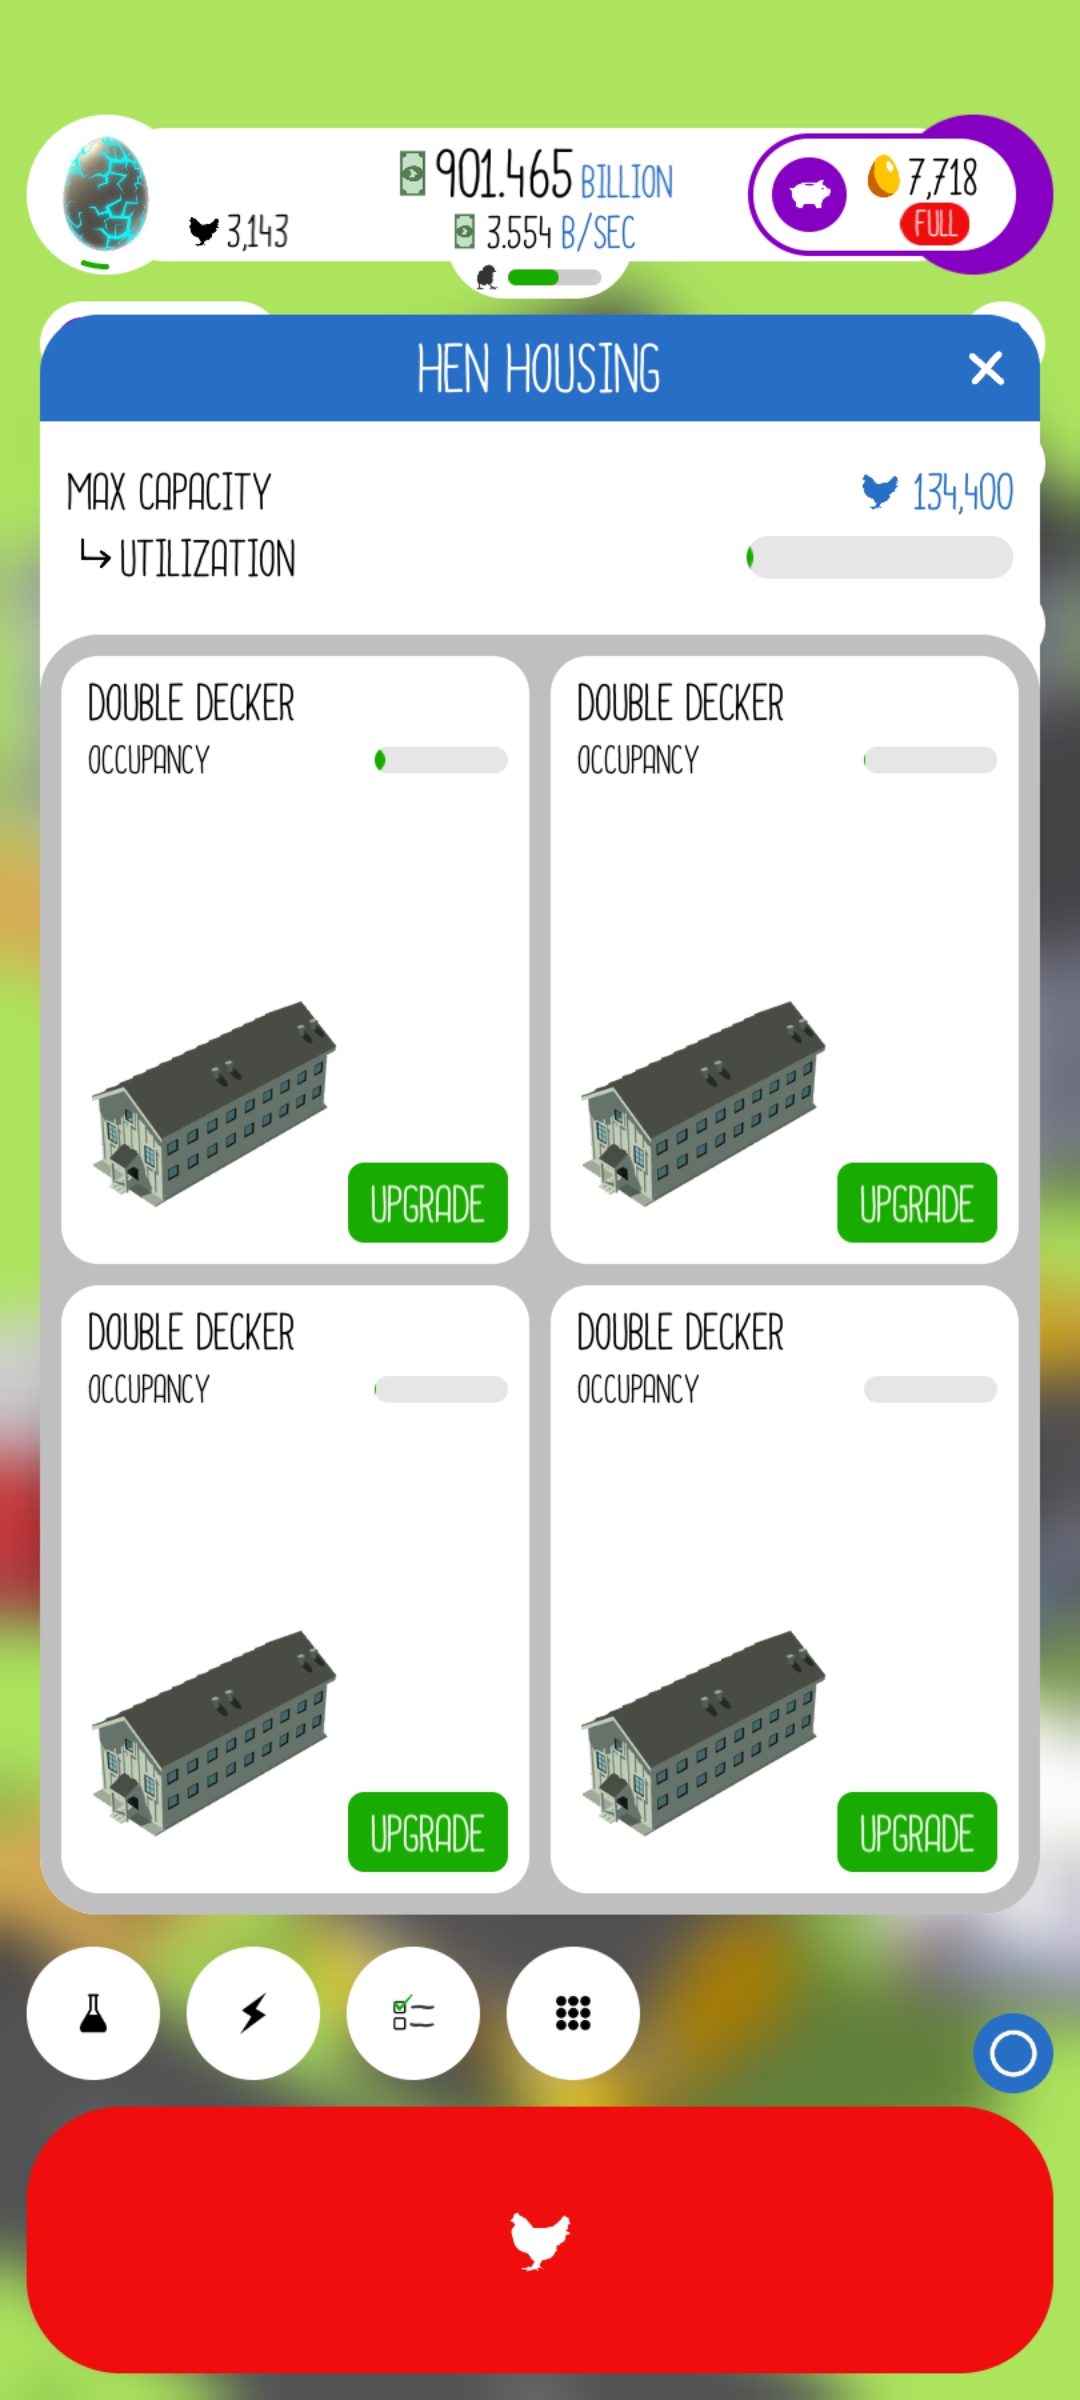 901.465 BILLION
7,718
3,143
3.554 B/SEC
FULL
HEN HOUSING
MAX CAPACITY
134,400
UTILIZATION
DOUBLE DECKER
OCCUPANCY
UPGRADE
DOUBLE DECKER
OCCUPANCY
UPGRADE
DOUBLE DECKER
OCCUPANCY
UPGRADE
DOUBLE DECKER
OCCUPANCY
UPGRADE